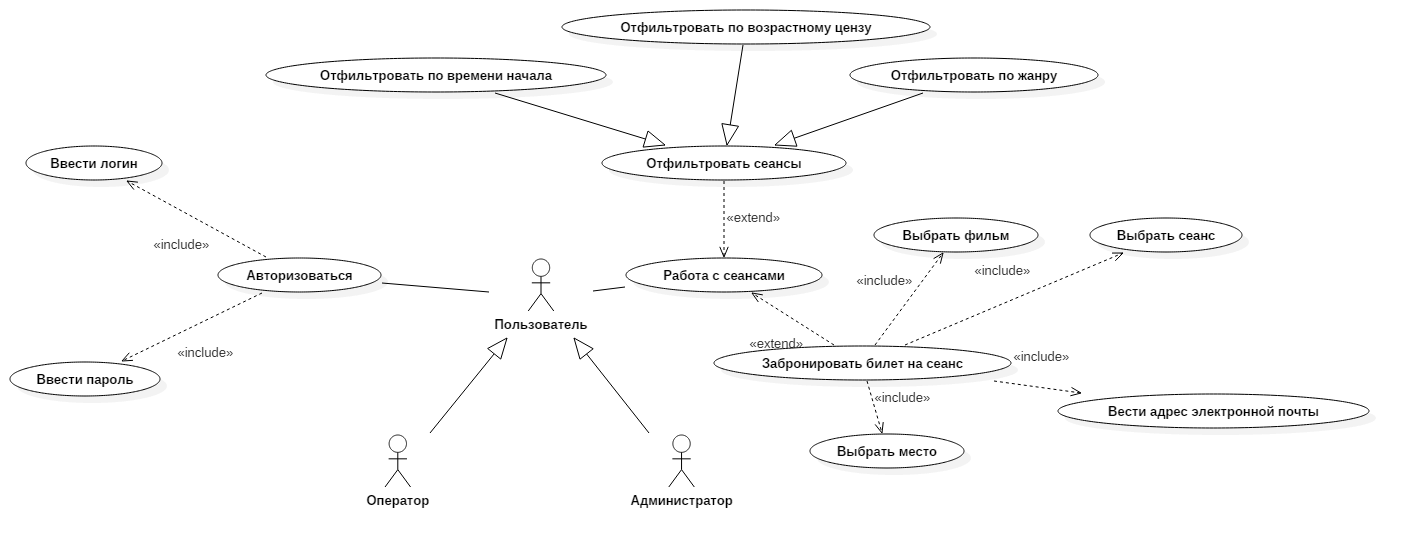 Отфильтровать по возрастному цензу
Отфильтровать по времени начала
Отфильтровать по жанру
Ввести логин
Отфильтровать сеансы
«extend»
Выбрать фильм
Выбрать сеанс
«include»
Авторизоваться
Работа с сеансами
«include»
«include»
Пользователь
«include»
Ввести пароль
«extend»
Забронировать билет на сеанс
«include»
«include»
Вести адрес электронной почты
Выбрать место
Оператор
Администратор